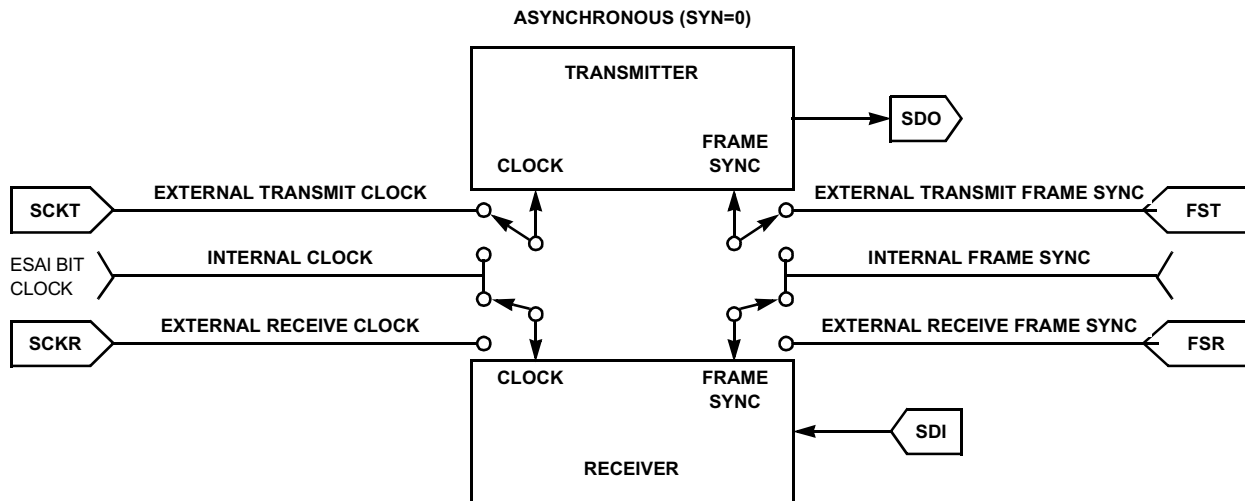 ASYNCHRONOUS (SYN=0)
TRANSMITTER
SDO
CLOCK
FRAME
SYNC
SCKT
EXTERNAL TRANSMIT CLOCK
EXTERNAL TRANSMIT FRAME SYNC
FST
ESAI BIT
CLOCK
INTERNAL CLOCK
INTERNAL FRAME SYNC
SCKR
EXTERNAL RECEIVE CLOCK
EXTERNAL RECEIVE FRAME SYNC
FSR
CLOCK
FRAME
SYNC
SDI
RECEIVER